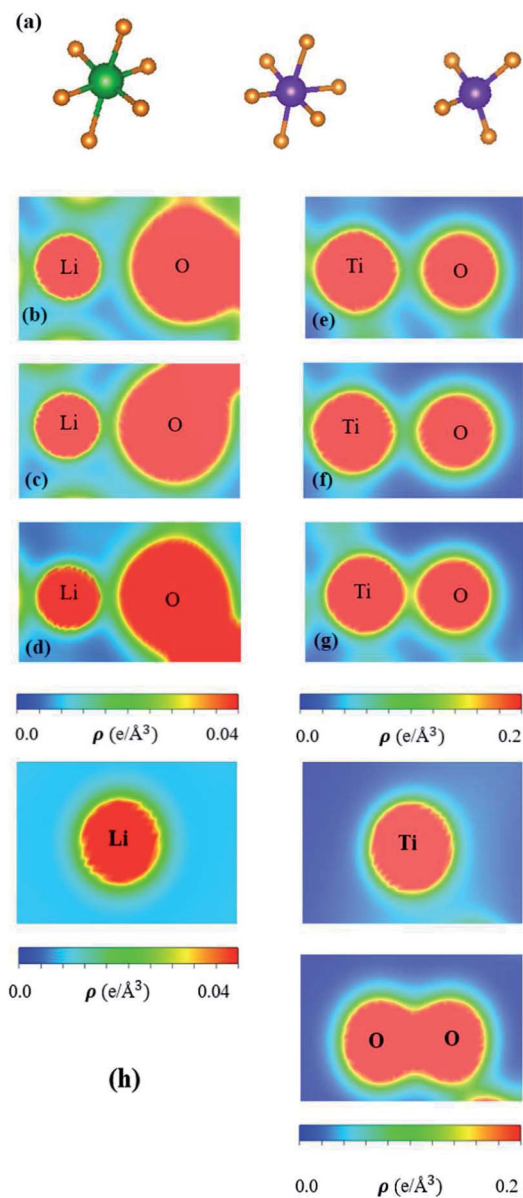 (a)
Li O
(b)
Ti O
(e)
Li O
(c)
Ti O
(f)
Li O
(d)
Ti O
(g)
0.0 0.04
ρ (e/Å³)
0.0 0.2
ρ (e/Å³)
Li
Ti
0.0 0.04
ρ (e/Å³)
O O
(h)
0.0 0.2
ρ (e/Å³)